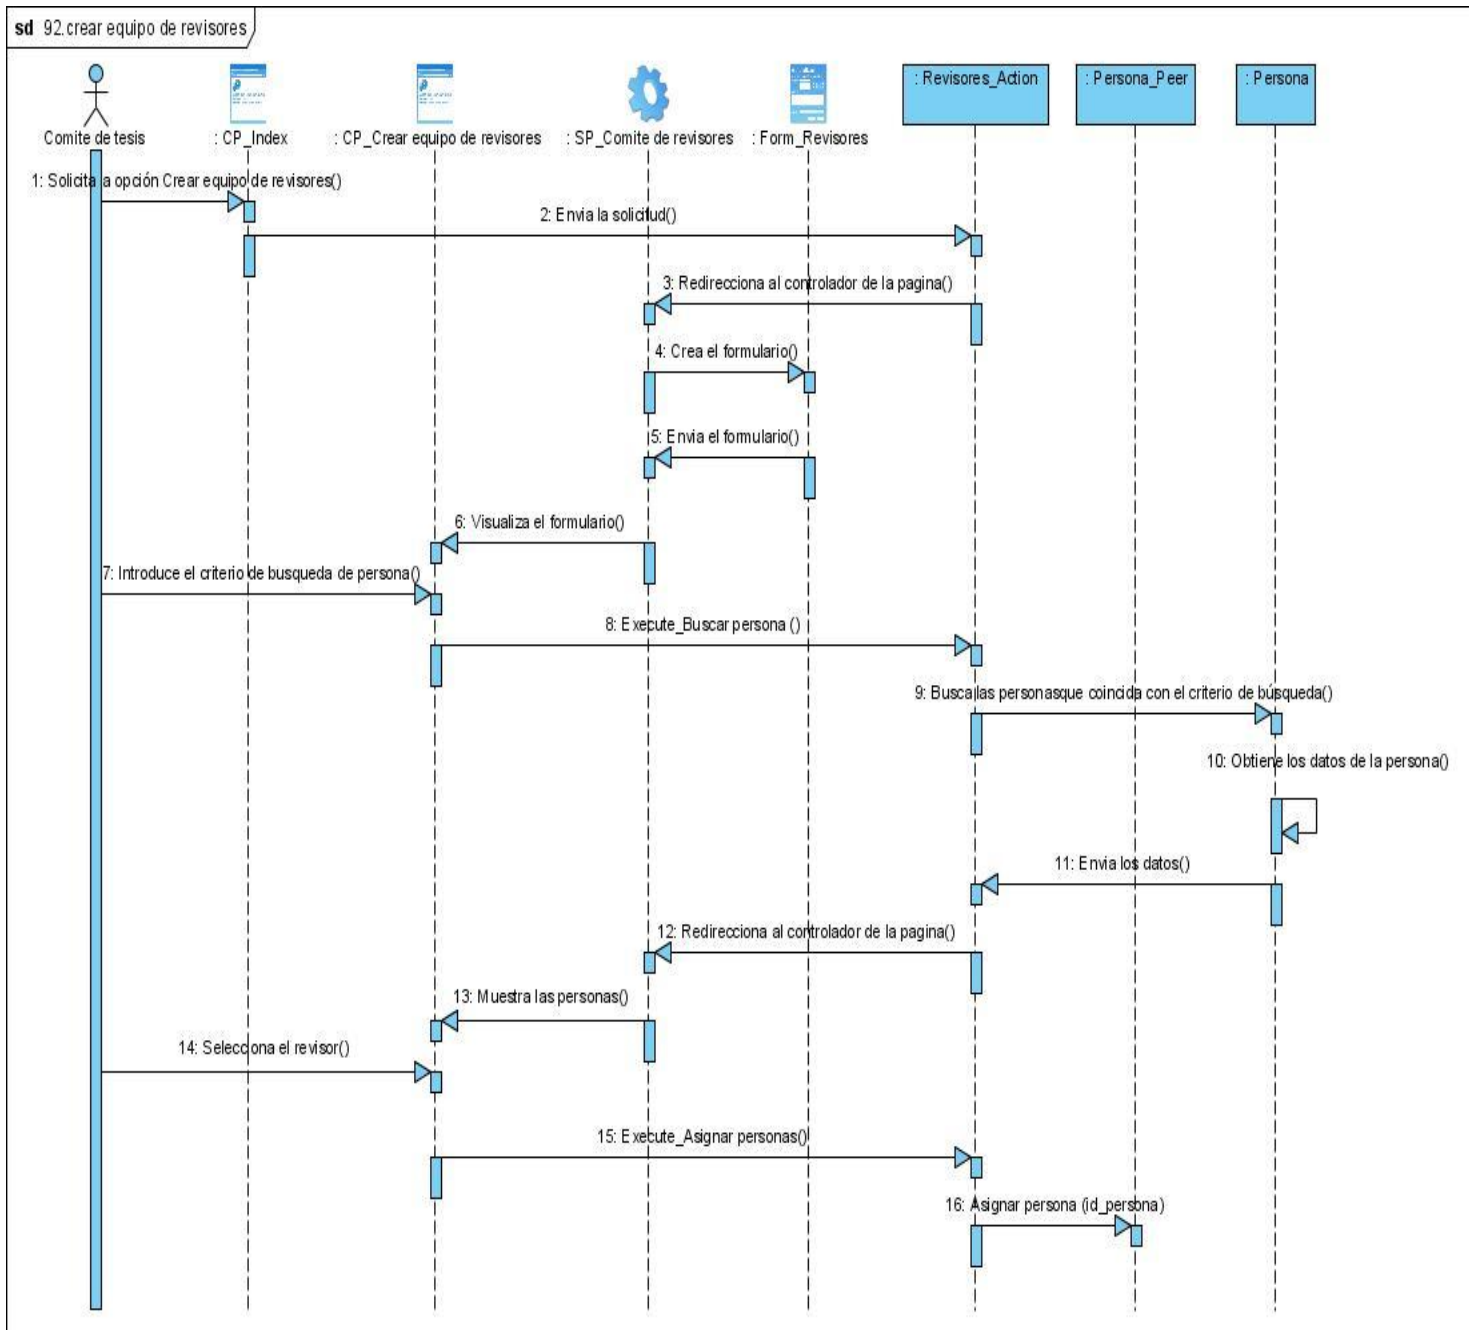 sd 92.crear equipo de revisores
: Revisores_Action
: Persona_Peer
: Persona
Comite de tesis
: CP_Index
: CP_Crear equipo de revisores
: SP_Comite de revisores
: Form_Revisores
1: Solicita la opción Crear equipo de revisores()
2: Envia la solicitud()
3: Redirecciona al controlador de la pagina()
4: Crea el formulario()
5: Envia el formulario()
6: Visualiza el formulario()
7: Introduce el criterio de busqueda de persona()
8: Execute_Buscar persona ()
9: Busca las personasque coincida con el criterio de búsqueda()
10: Obtiene los datos de la persona()
11: Envia los datos()
12: Redirecciona al controlador de la pagina()
13: Muestra las personas()
14: Selecciona el revisor()
15: Execute_Asignar personas()
16: Asignar persona (id_persona)